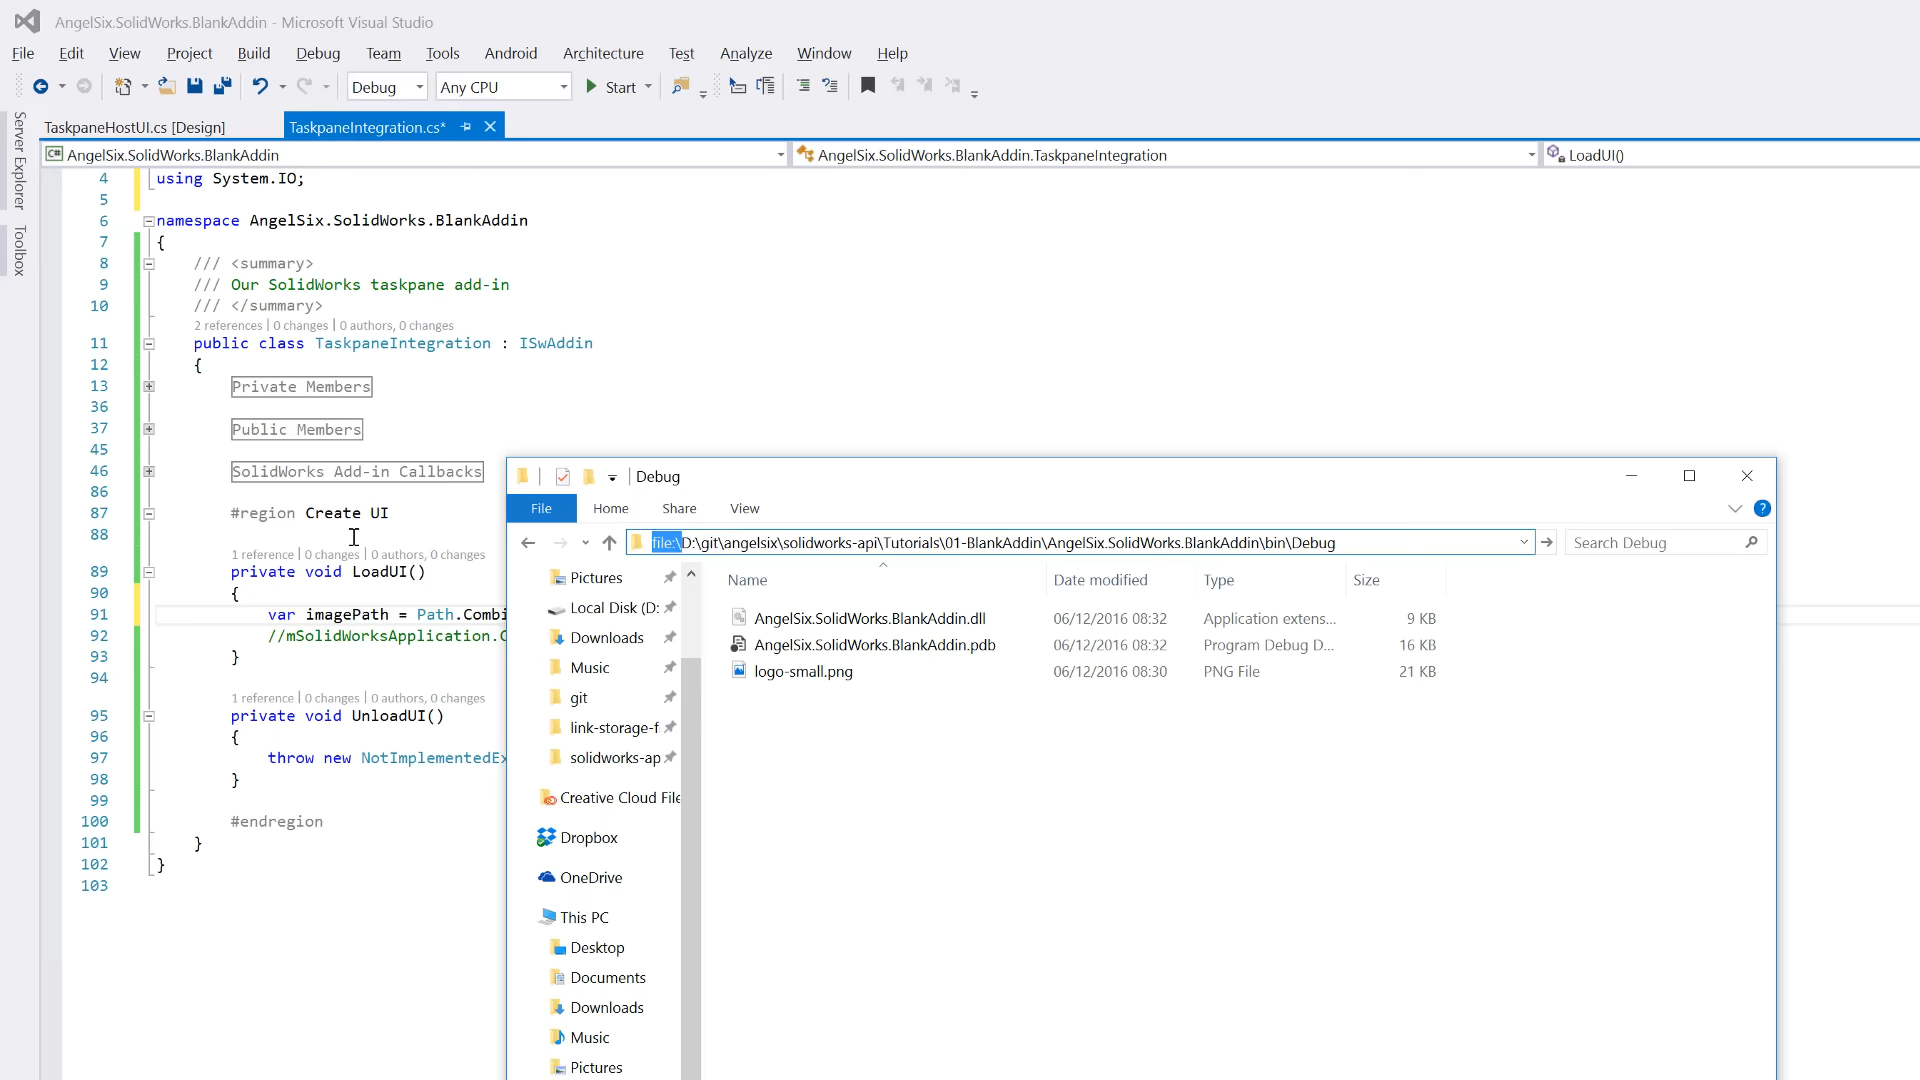 AngelSix.SolidWorks.BlankAddin - Microsoft Visual Studio
File Edit View Project Build Debug Team Tools Android Architecture Test Analyze Window Help
Debug Any CPU Start
Server Explorer
Toolbox
TaskpaneHostUI.cs [Design] TaskpaneIntegration.cs*
AngelSix.SolidWorks.BlankAddin AngelSix.SolidWorks.BlankAddin.TaskpaneIntegration LoadUI()
4 using System.IO;
5
6 namespace AngelSix.SolidWorks.BlankAddin
7 {
8 /// <summary>
9 /// Our SolidWorks taskpane add-in
10 /// </summary>
2 references | 0 changes | 0 authors, 0 changes
11 public class TaskpaneIntegration : ISwAddin
12 {
13 Private Members
36
37 Public Members
45
46 SolidWorks Add-in Callbacks
86
87 #region Create UI
88
1 reference | 0 changes | 0 authors, 0 changes
89 private void LoadUI()
90 {
91 var imagePath = Path.Combi
92 //mSolidWorksApplication.C
93 }
94
1 reference | 0 changes | 0 authors, 0 changes
95 private void UnloadUI()
96 {
97 throw new NotImplementedEx
98 }
99
100 #endregion
101 }
102 }
103
Debug
File Home Share View
file:\D:\git\angelsix\solidworks-api\Tutorials\01-BlankAddin\AngelSix.SolidWorks.BlankAddin\bin\Debug
Search Debug
Pictures
Local Disk (D:
Downloads
Music
git
link-storage-f
solidworks-ap
Creative Cloud File
Dropbox
OneDrive
This PC
Desktop
Documents
Downloads
Music
Pictures
Name Date modified Type Size
AngelSix.SolidWorks.BlankAddin.dll 06/12/2016 08:32 Application extens... 9 KB
AngelSix.SolidWorks.BlankAddin.pdb 06/12/2016 08:32 Program Debug D... 16 KB
logo-small.png 06/12/2016 08:30 PNG File 21 KB